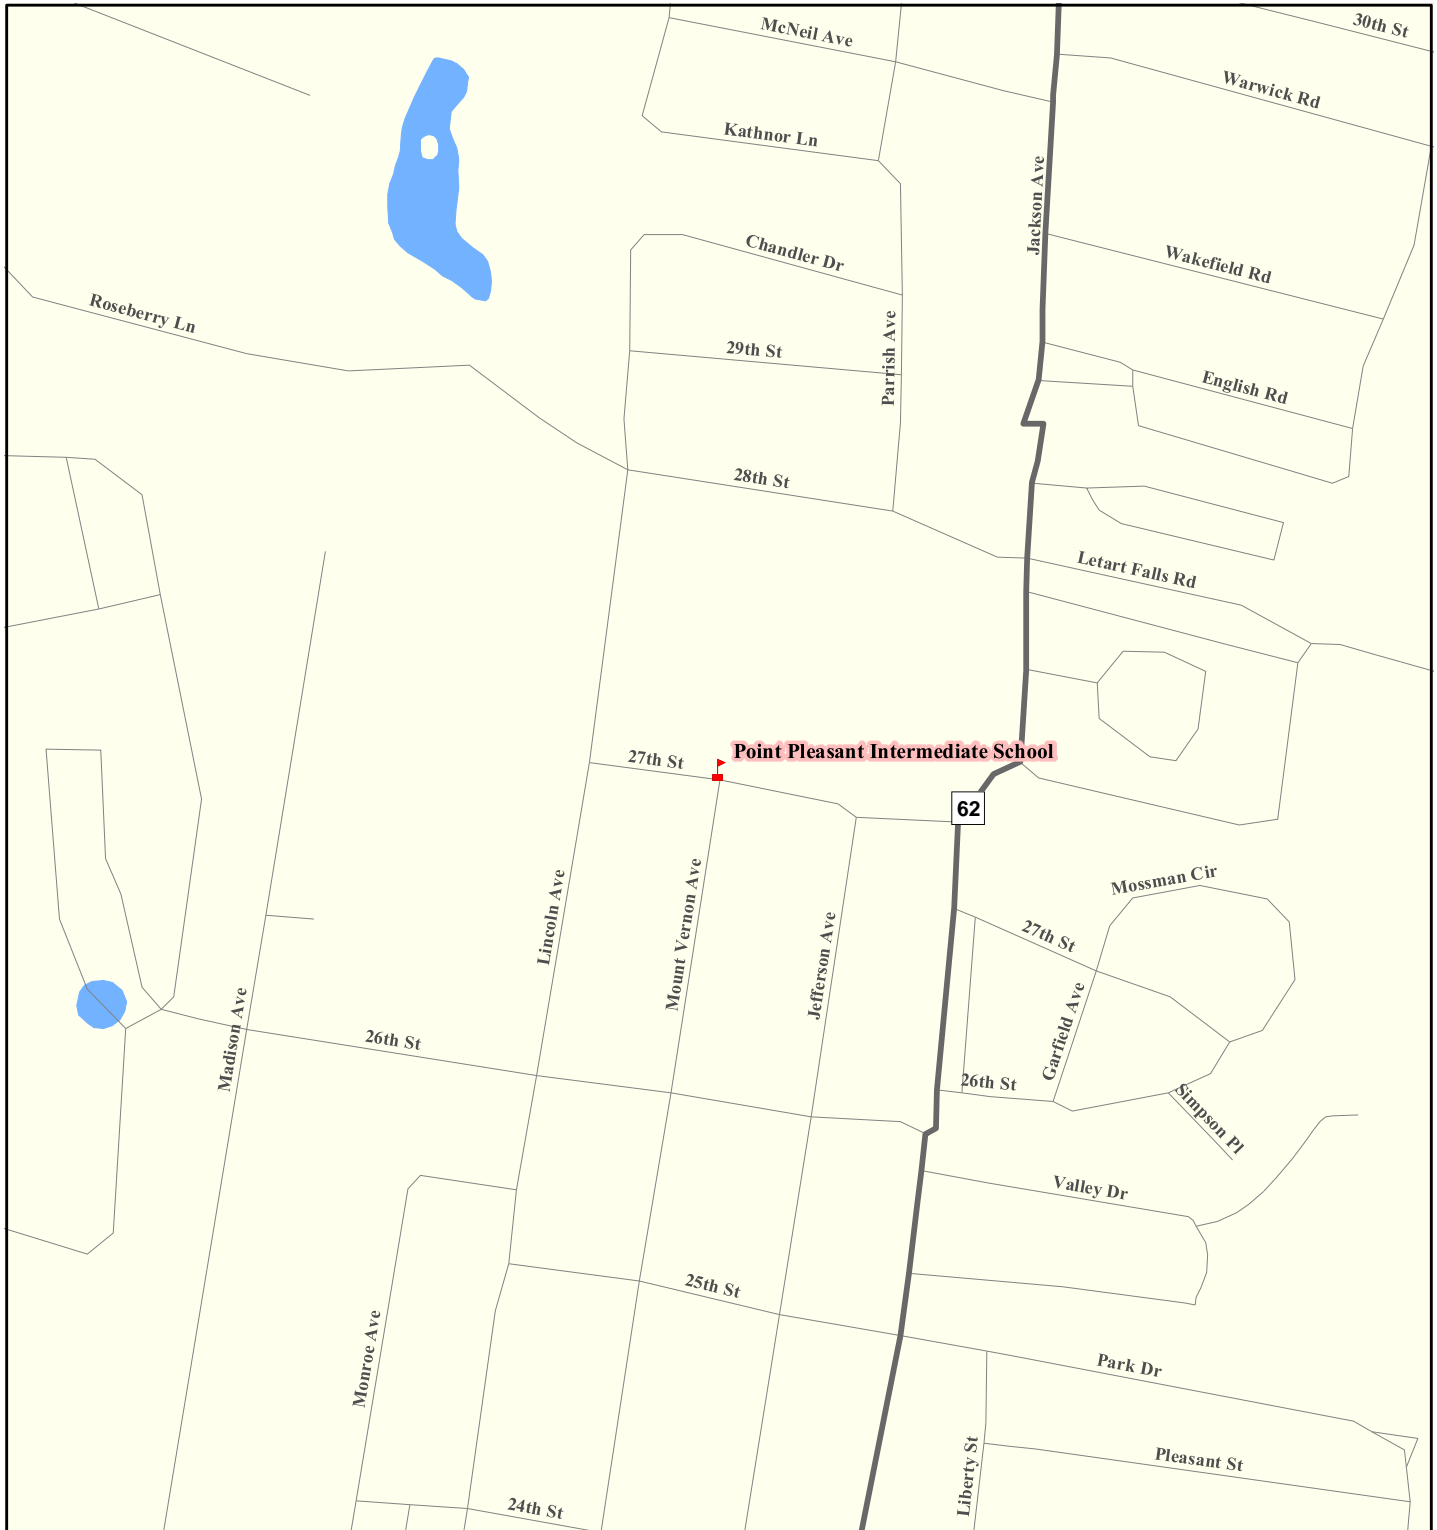 30th St
McNeil Ave
Warwick Rd
Kathnor Ln
Jackson Ave
Chandler Dr
Wakefield Rd
Roseberry Ln
29th St
Parrish Ave
English Rd
28th St
Letart Falls Rd
Point Pleasant Intermediate School
27th St
62
Mossman Cir
Lincoln Ave
Mount Vernon Ave
Jefferson Ave
27th St
Garfield Ave
Madison Ave
26th St
26th St
Simpson Pl
Valley Dr
25th St
Monroe Ave
Park Dr
Liberty St
Pleasant St
24th St